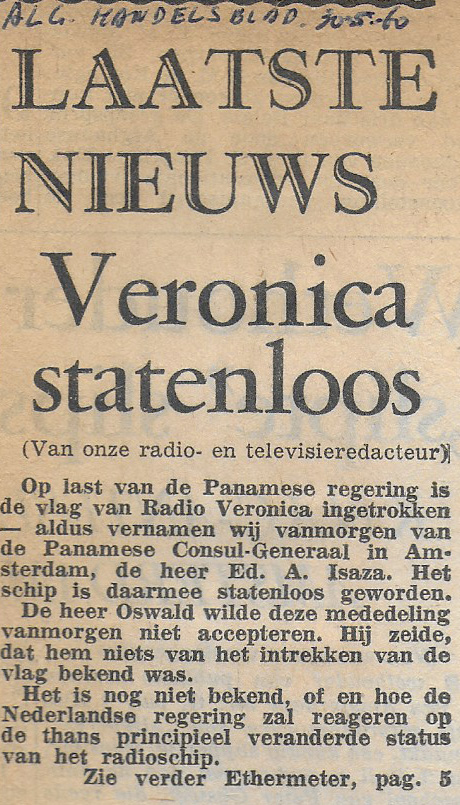 ALG. HANDELSBLAD. 30-5-60
LAATSTE
NIEUWS
Veronica
statenloos
(Van onze radio- en televisieredacteur)
Op last van de Panamese regering is
de vlag van Radio Veronica ingetrokken
— aldus vernamen wij vanmorgen van
de Panamese Consul-Generaal in Am-
sterdam, de heer Ed. A. Isaza. Het
schip is daarmee statenloos geworden.
De heer Oswald wilde deze mededeling
vanmorgen niet accepteren. Hij zeide,
dat hem niets van het intrekken van de
vlag bekend was.
Het is nog niet bekend, of en hoe de
Nederlandse regering zal reageren op
de thans principieel veranderde status
van het radioschip.
Zie verder Ethermeter, pag. 5